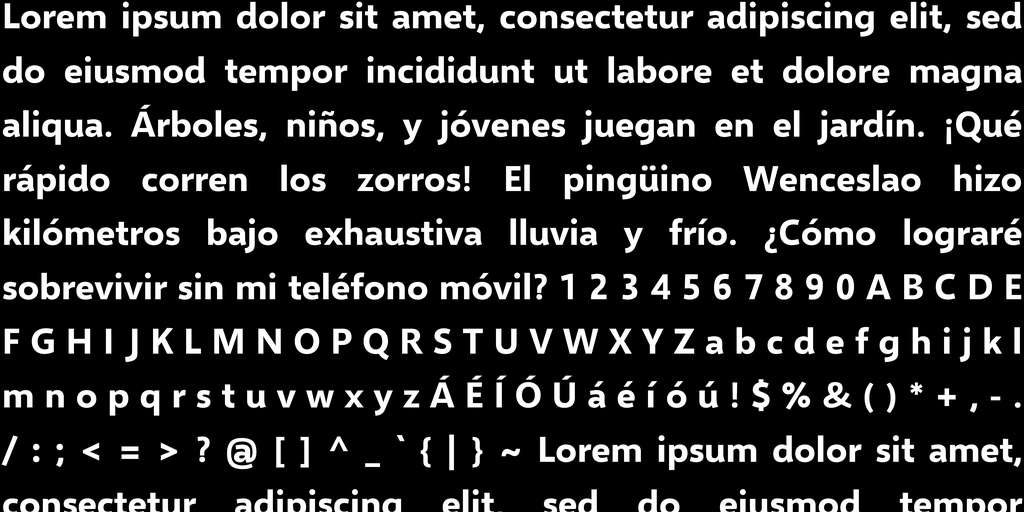 Lorem ipsum dolor sit amet, consectetur adipiscing elit, sed
do eiusmod tempor incididunt ut labore et dolore magna
aliqua. Árboles, niños, y jóvenes juegan en el jardín. ¡Qué
rápido corren los zorros! El pingüino Wenceslao hizo
kilómetros bajo exhaustiva lluvia y frío. ¿Cómo lograré
sobrevivir sin mi teléfono móvil? 1 2 3 4 5 6 7 8 9 0 A B C D E
F G H I J K L M N O P Q R S T U V W X Y Z a b c d e f g h i j k l
m n o p q r s t u v w x y z Á É Í Ó Ú á é í ó ú ! $ % & ( ) * + , - .
/ : ; < = > ? @ [ ] ^ _ ` { | } ~ Lorem ipsum dolor sit amet,
consectetur adipiscing elit, sed do eiusmod tempor